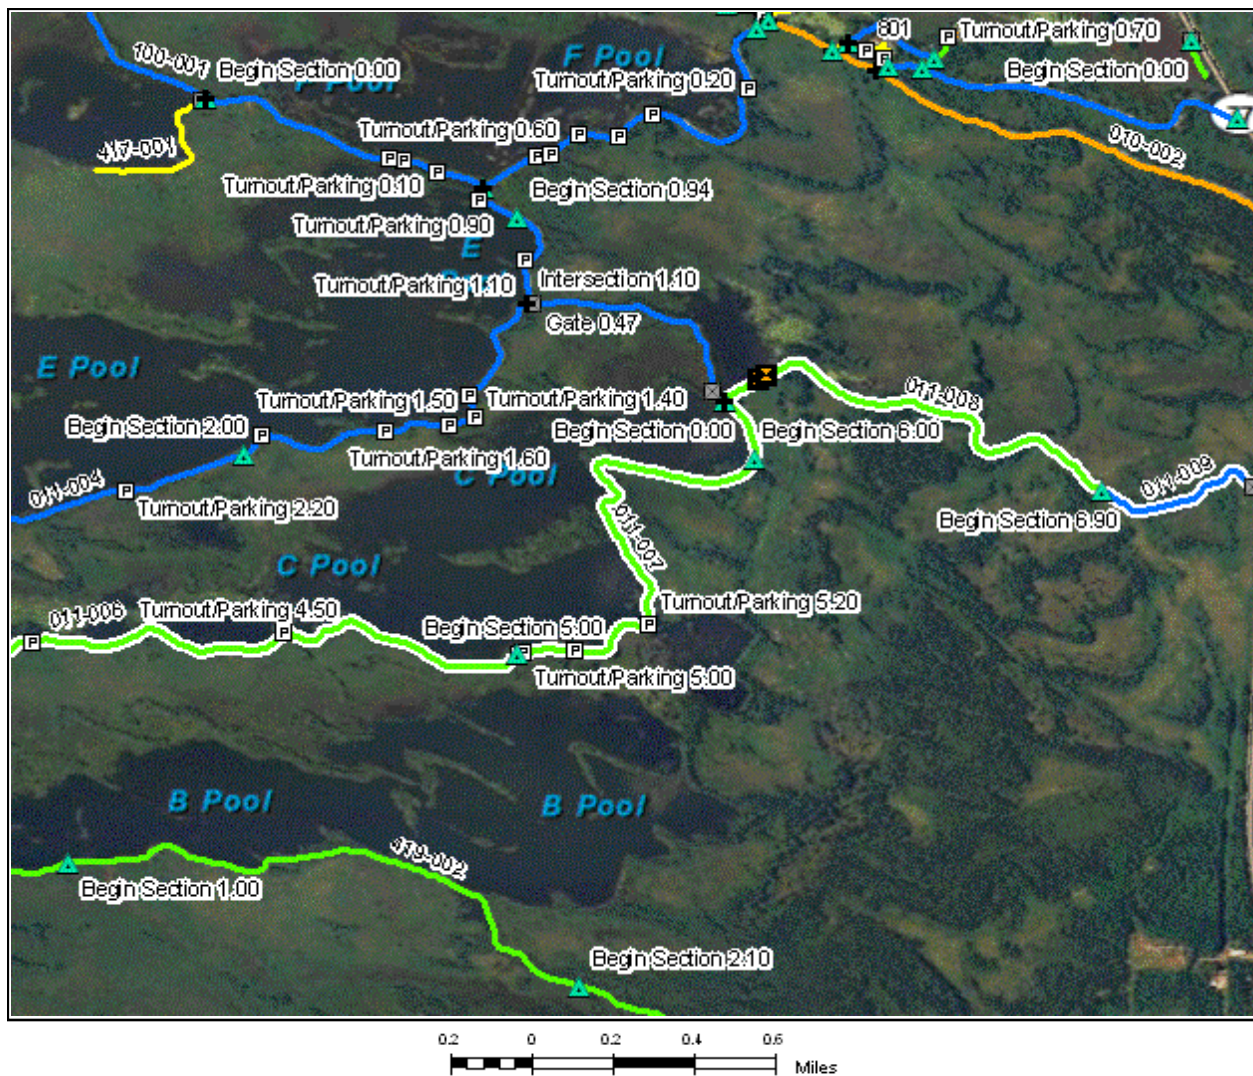 801
Turnout/Parking 0.70
100-001
Begin Section 0.00
F Pool
F Pool
Turnout/Parking 0.20
Begin Section 0.00
417-001
Turnout/Parking 0.60
010-002
Turnout/Parking 0.10
Begin Section 0.94
Turnout/Parking 0.90
E
Turnout/Parking 1.10
Intersection 1.10
Gate 0.47
E Pool
Turnout/Parking 1.50
Turnout/Parking 1.40
011-008
Begin Section 2.00
Begin Section 0.00
Begin Section 6.00
Turnout/Parking 1.60
C Pool
011-004
Turnout/Parking 2.20
011-009
Begin Section 6.90
011-007
C Pool
011-006
Turnout/Parking 4.50
Turnout/Parking 5.20
Begin Section 5.00
Turnout/Parking 5.00
B Pool
B Pool
419-002
Begin Section 1.00
Begin Section 2.10
0.2 0 0.2 0.4 0.6
Miles